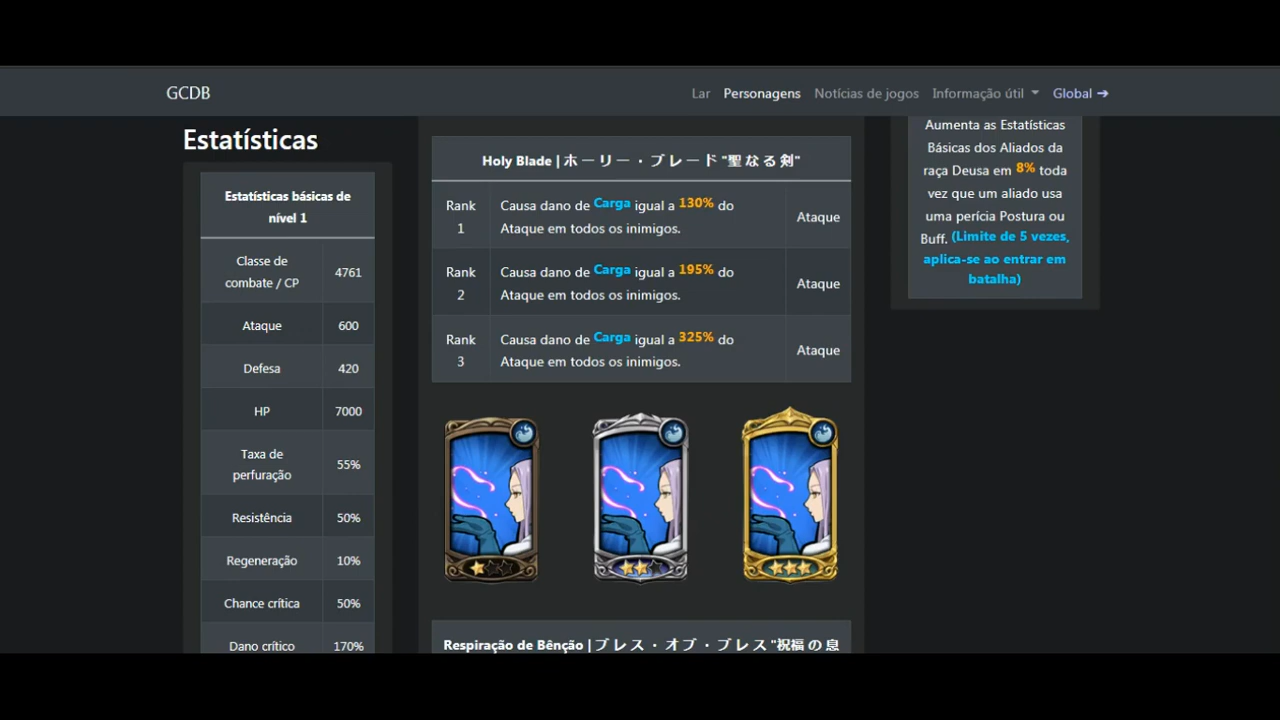 GCDB
Lar Personagens Notícias de jogos Informação útil Global ➔
Estatísticas
Estatísticas básicas de
nível 1
Classe de
combate / CP 4761
Ataque 600
Defesa 420
HP 7000
Taxa de
perfuração 55%
Resistência 50%
Regeneração 10%
Chance crítica 50%
Dano crítico 170%
Holy Blade | ホーリー・ブレード "聖なる剣"
Rank
1
Causa dano de Carga igual a 130% do
Ataque em todos os inimigos.
Ataque
Rank
2
Causa dano de Carga igual a 195% do
Ataque em todos os inimigos.
Ataque
Rank
3
Causa dano de Carga igual a 325% do
Ataque em todos os inimigos.
Ataque
Respiração de Bênção | ブレス・オブ・ブレス "祝福の息
Aumenta as Estatísticas
Básicas dos Aliados da
raça Deusa em 8% toda
vez que um aliado usa
uma perícia Postura ou
Buff. (Limite de 5 vezes,
aplica-se ao entrar em
batalha)